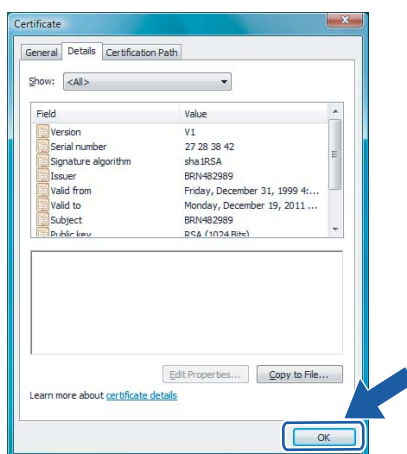 Certificate
General Details Certification Path
Show: <All>
Field Value
Version V1
Serial number 27 28 38 42
Signature algorithm sha1RSA
Issuer BRN482989
Valid from Friday, December 31, 1999 4:...
Valid to Monday, December 19, 2011 ...
Subject BRN482989
Public key RSA (1024 Bits)
Edit Properties... Copy to File...
Learn more about certificate details
OK